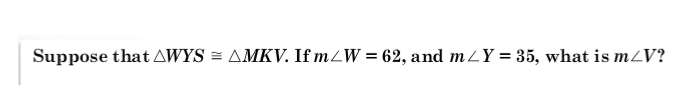 Suppose that △WYS ≅ △MKV. If m∠W = 62, and m∠Y = 35, what is m∠V?